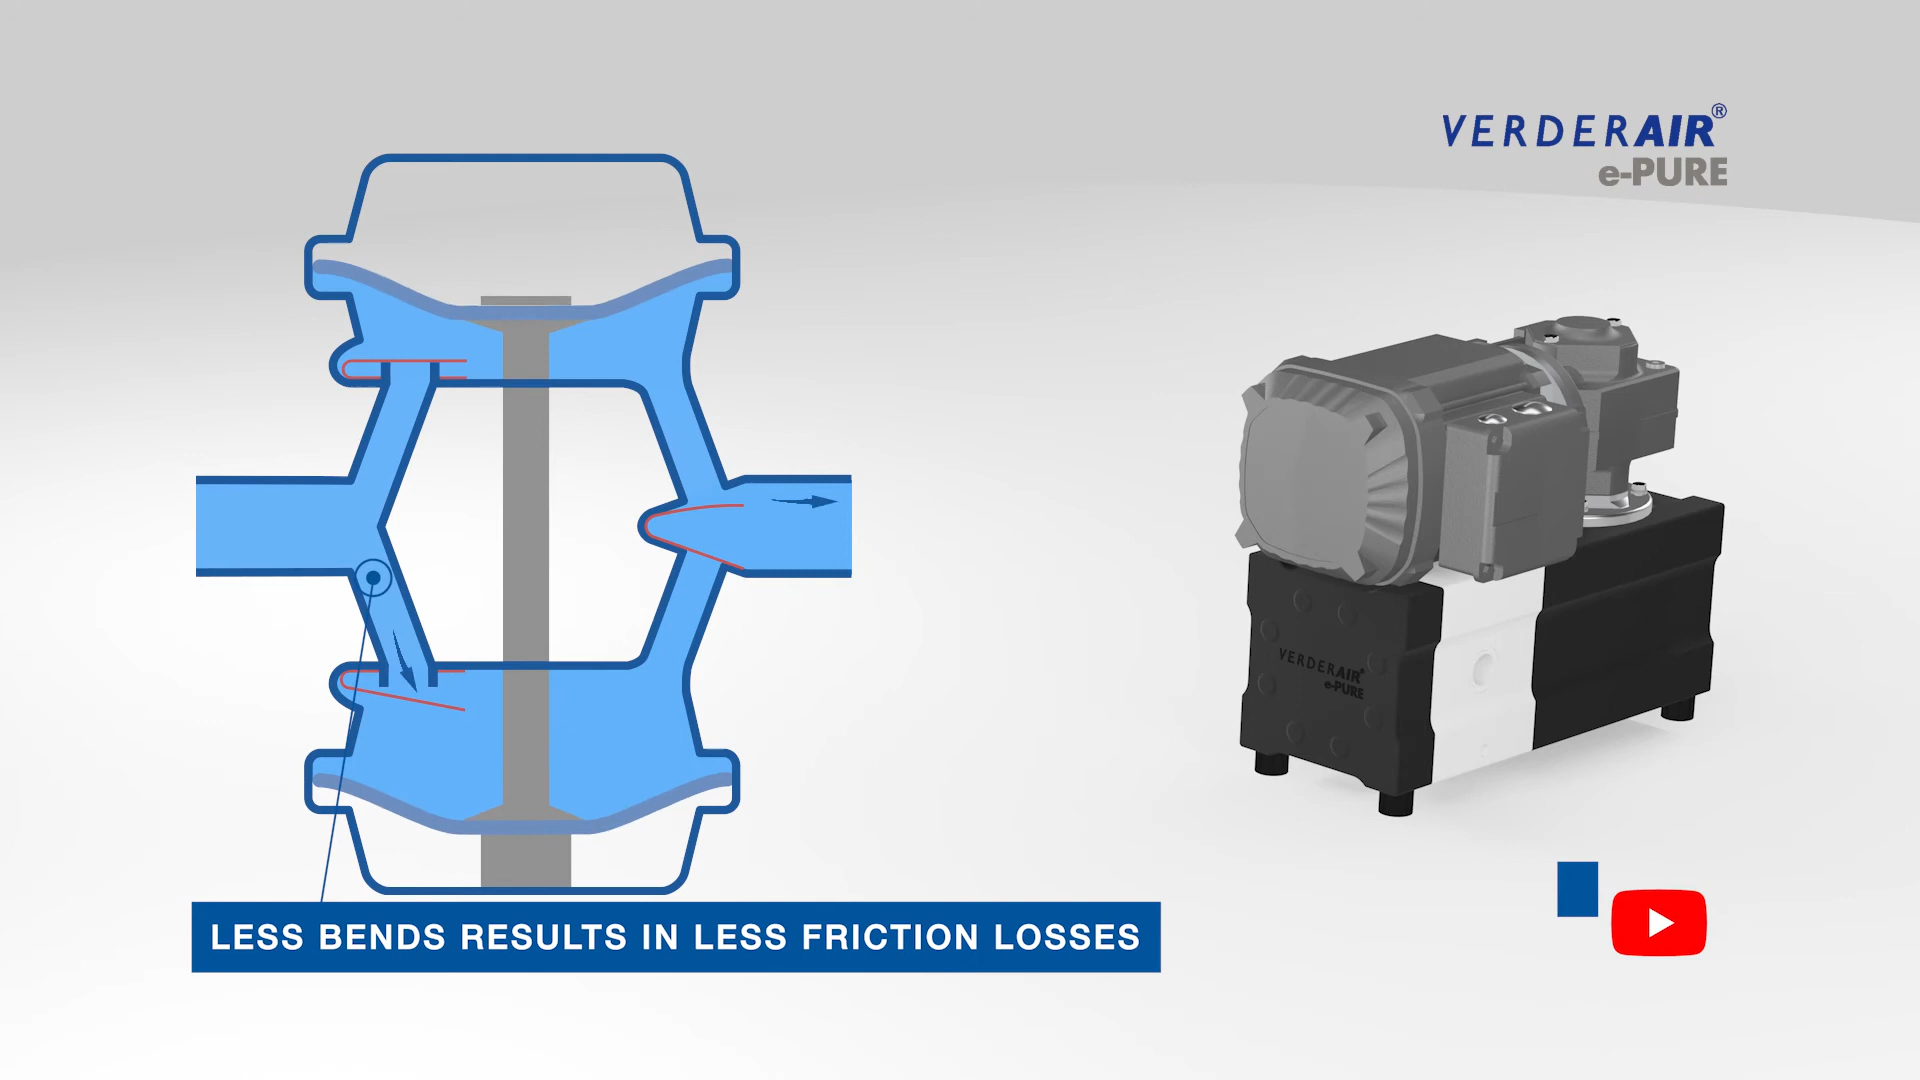 VERDERAIR®
e-PURE
VERDERAIR®
e-PURE
LESS BENDS RESULTS IN LESS FRICTION LOSSES